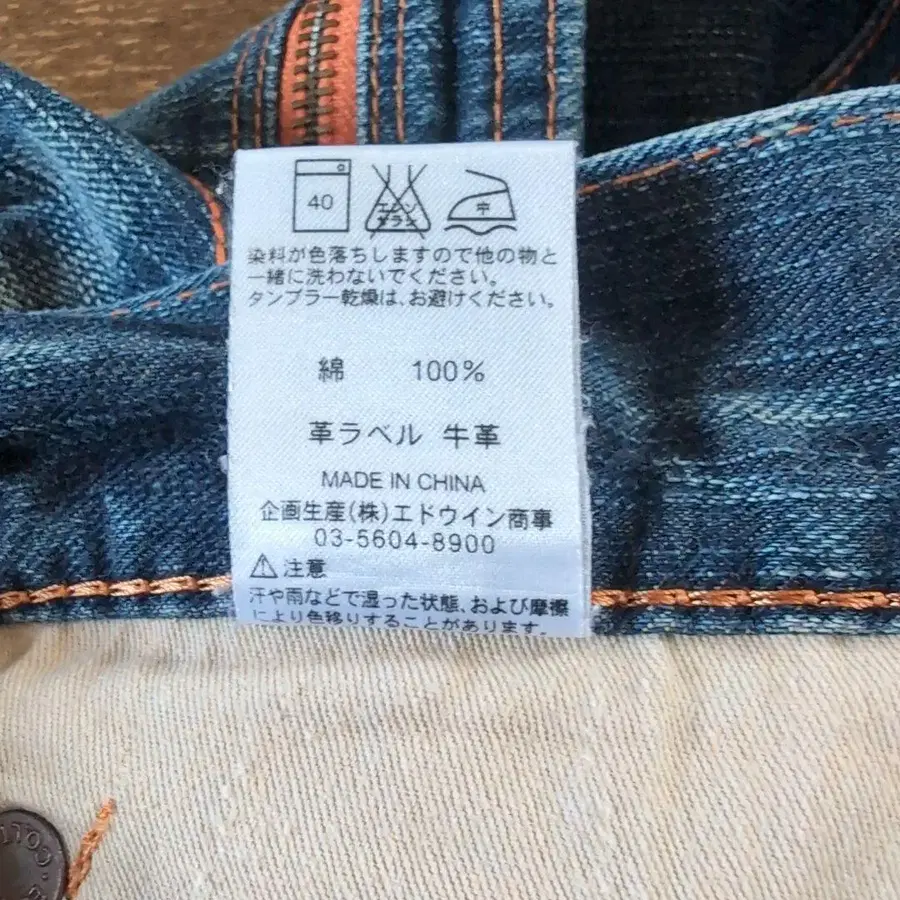 40
エンソ
サラシ
中
染料が色落ちしますので他の物と
一緒に洗わないでください。
タンブラー乾燥は、お避けください。
綿 100%
革ラベル 牛革
MADE IN CHINA
企画生産(株)エドウイン商事
03-5604-8900
⚠注意
汗や雨などで湿った状態、および摩擦
により色移りすることがあります。